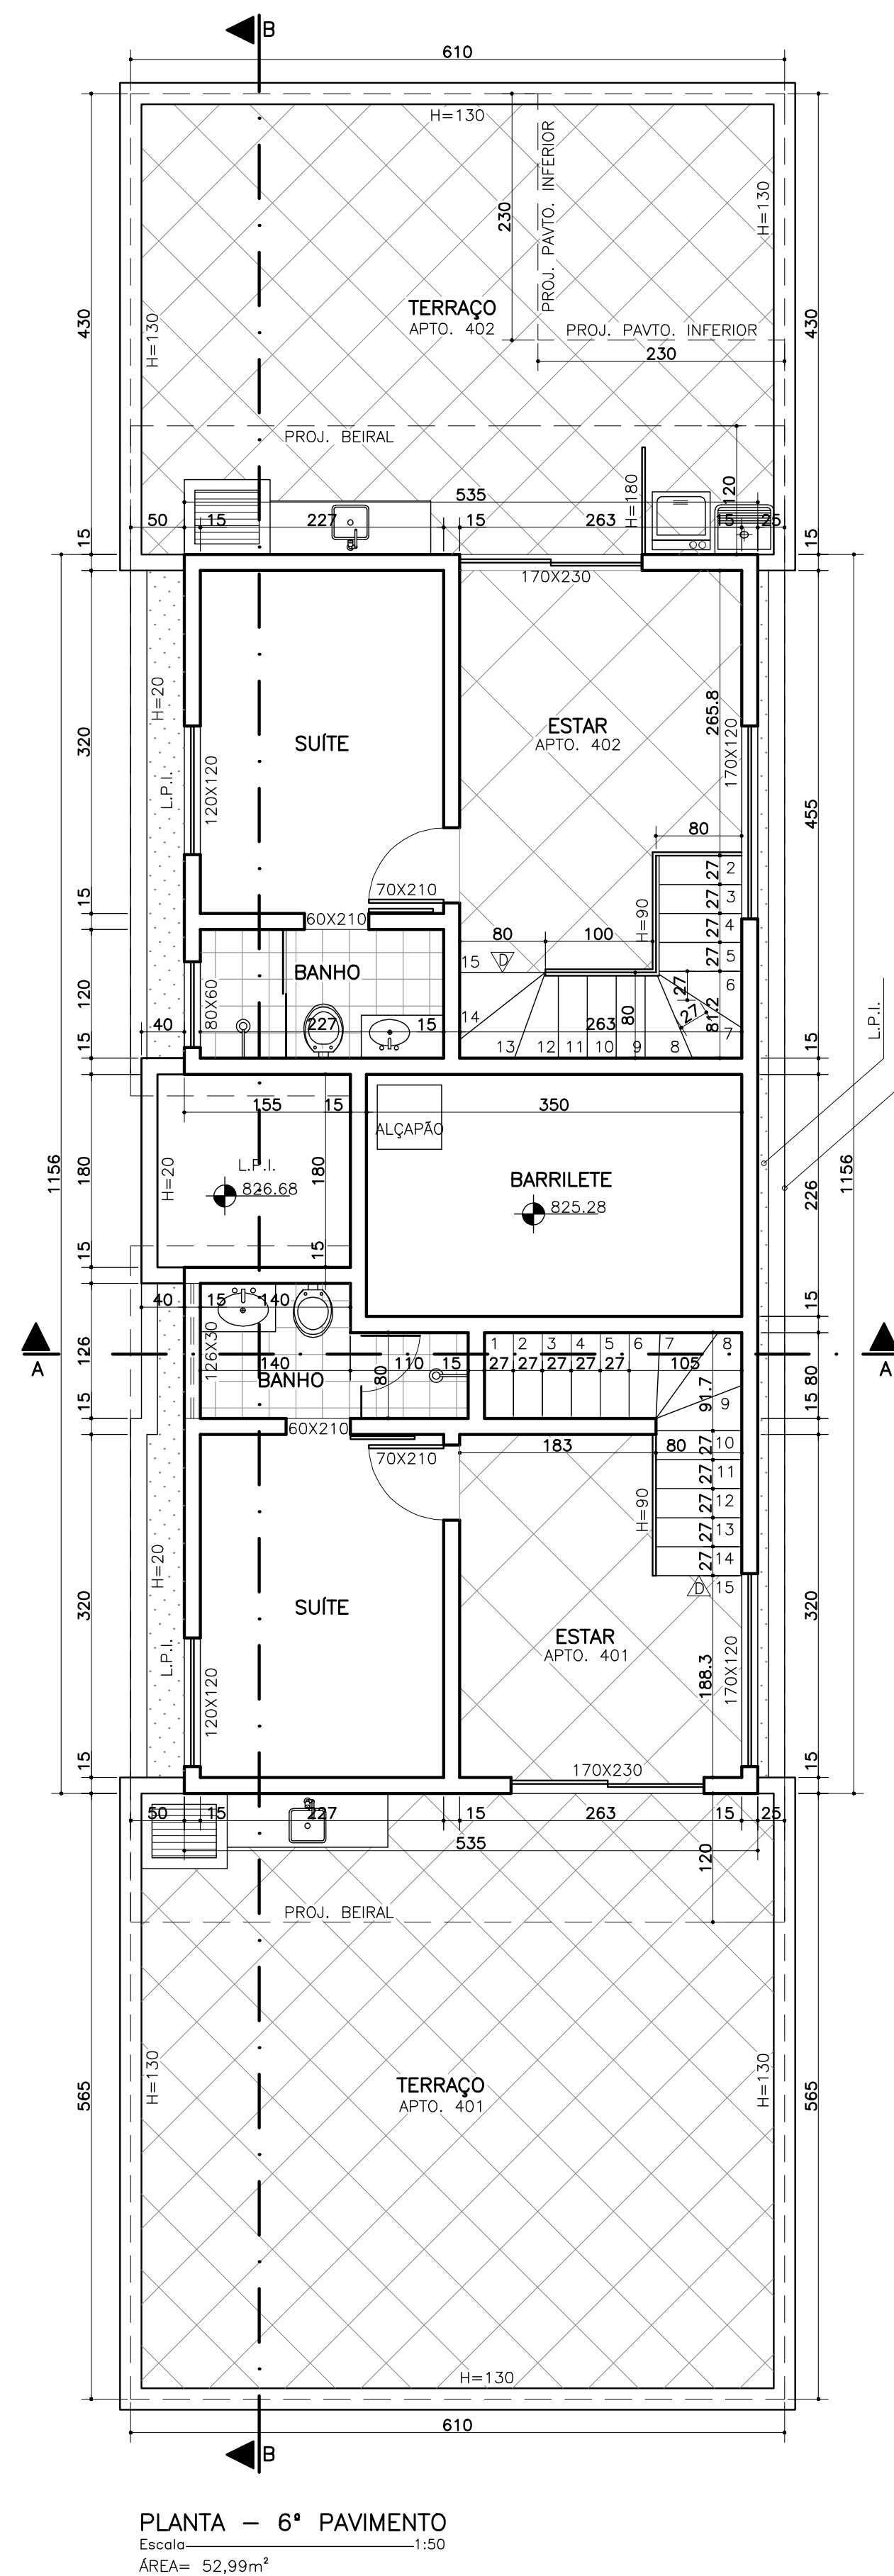 B
610
H=130
PROJ. PAVTO. INFERIOR
230
H=130
430
430
TERRAÇO
APTO. 402
H=130
PROJ. PAVTO. INFERIOR
230
PROJ. BEIRAL
120
535
H=180
15
50
15
227
15
263
15
25
15
170X230
H=20
265.8
320
SUÍTE
ESTAR
APTO. 402
170X120
L.P.I.
120X120
455
80
27
2
70X210
27
3
15
60X210
H=90
27
4
80
100
27
5
15
D
BANHO
27
6
120
80X60
14
27
81.2
L.P.I.
15
40
227
15
263
80
7
15
13
12
11
10
9
8
155
15
350
ALÇAPÃO
1156
180
H=20
L.P.I.
180
BARRILETE
226
1156
826.68
825.28
15
15
15
40
15
140
126
126X30
1
2
3
4
5
6
7
8
A
140
80
110
15
27
27
27
27
27
105
80
A
BANHO
91.7
9
15
15
60X210
70X210
183
80
27
10
27
11
H=90
27
12
27
13
27
14
H=20
D
15
320
SUÍTE
ESTAR
APTO. 401
320
L.P.I.
120X120
188.3
170X120
15
170X230
15
50
15
227
15
263
15
25
535
120
PROJ. BEIRAL
H=130
H=130
565
TERRAÇO
APTO. 401
565
H=130
610
B
PLANTA - 6ª PAVIMENTO
Escala 1:50
ÁREA= 52,99m²